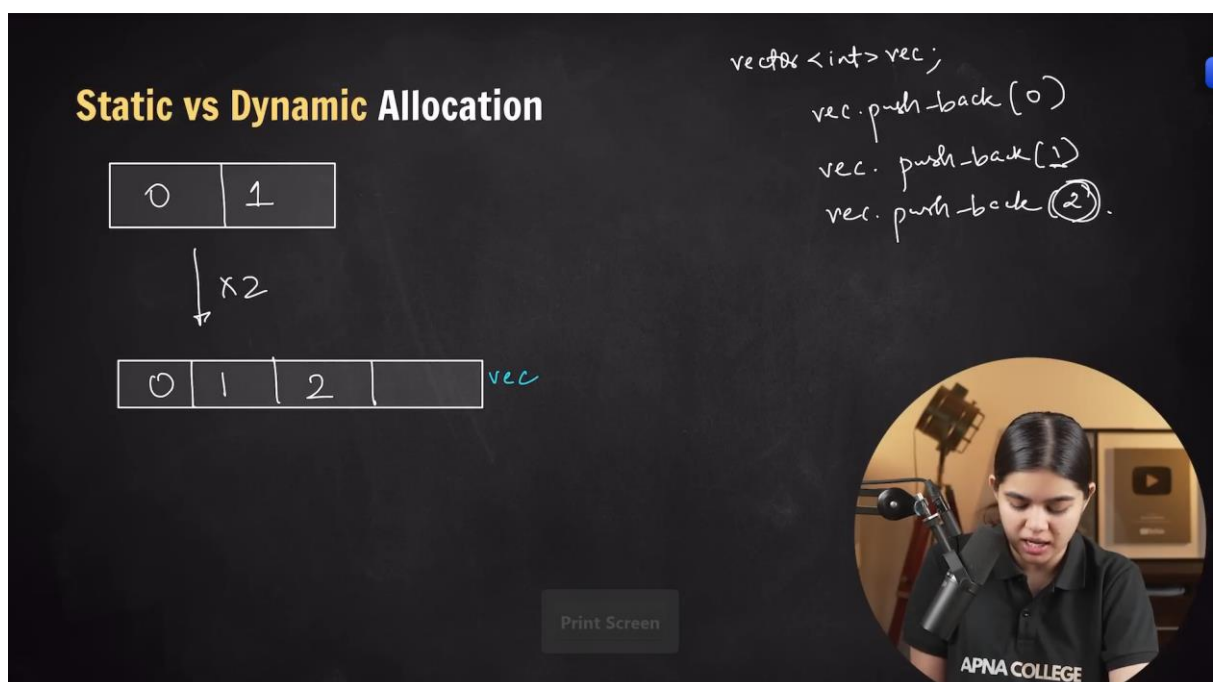 vector <int> vec;
vec.push_back (0)
Static vs Dynamic Allocation
vec. push_back (1)
vec. push_back (2).
0 1
x2
0 1 2 vec
Print Screen
APNA COLLEGE